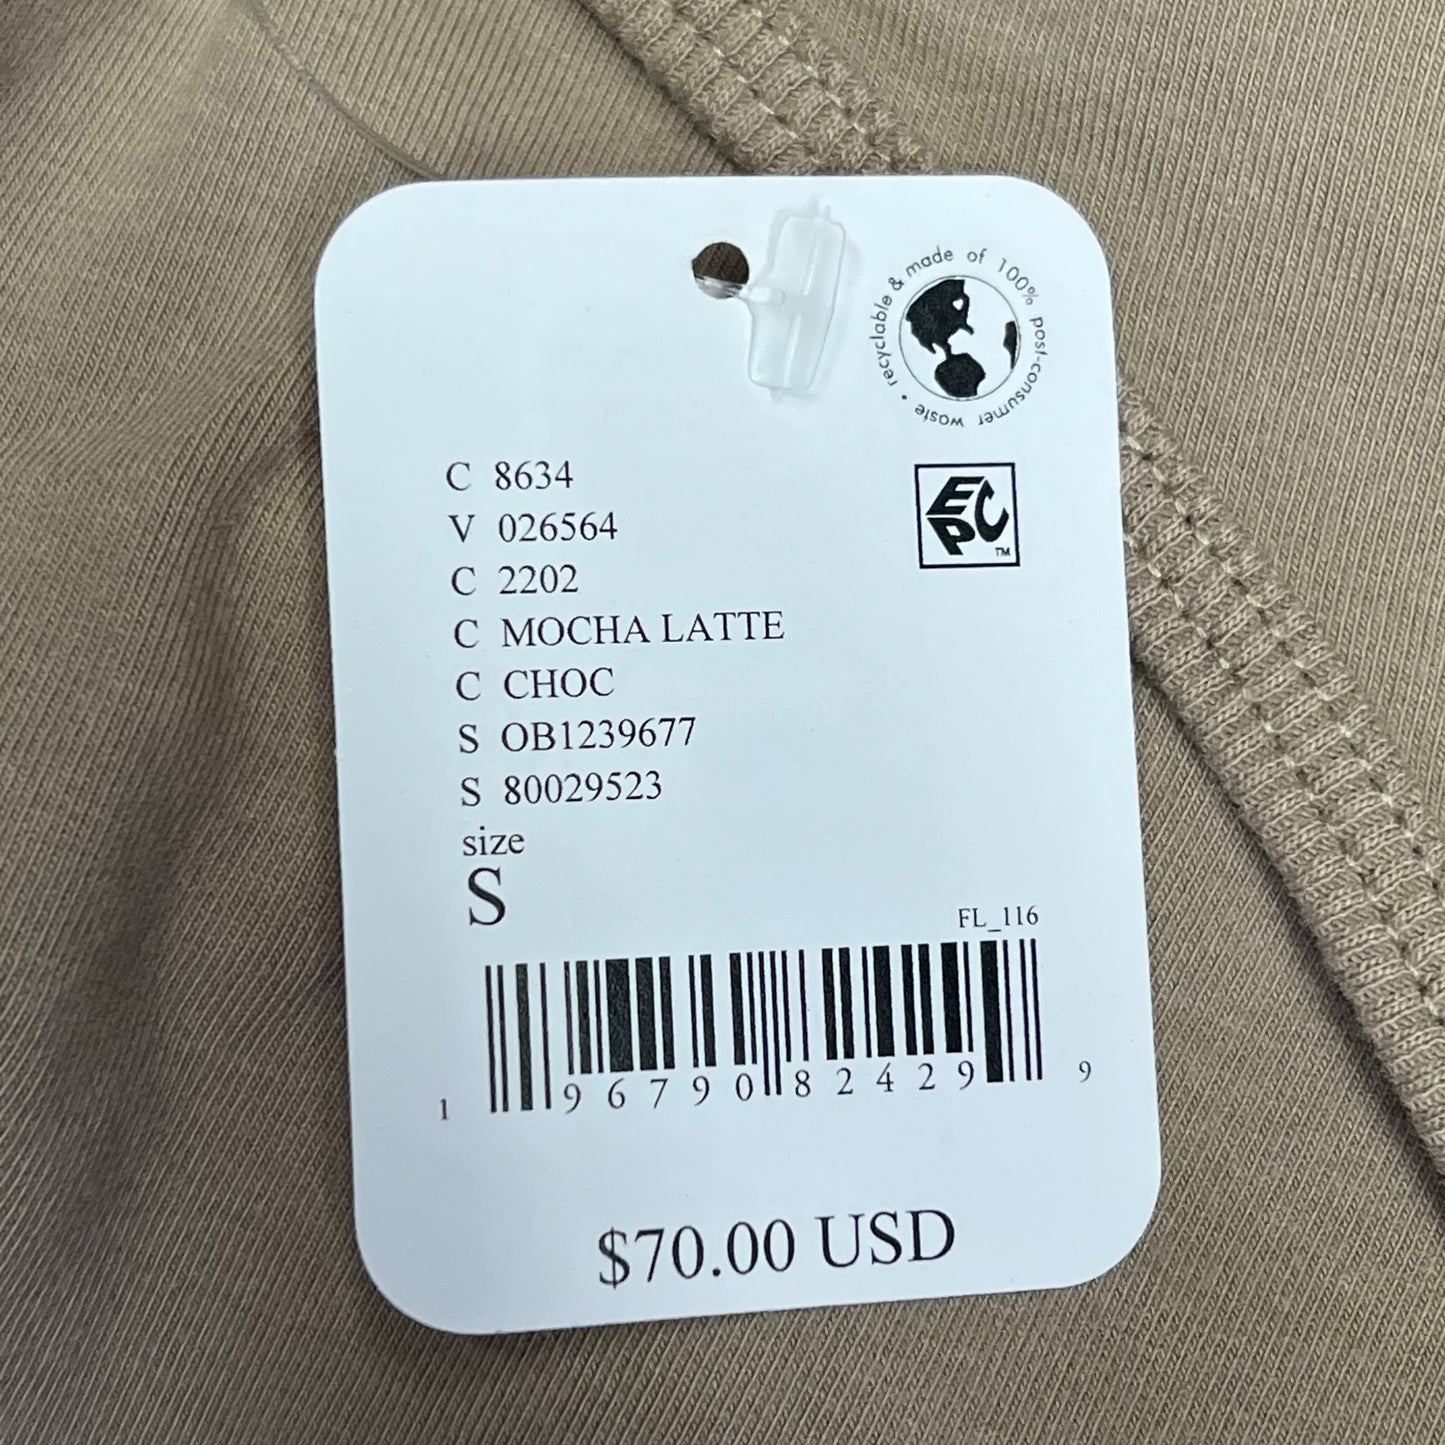 recyclable & made of 100% post-consumer waste •
EPC™
C 8634
V 026564
C 2202
C MOCHA LATTE
C CHOC
S OB1239677
S 80029523
size
S
FL_116
1 96790 82429 9
$70.00 USD